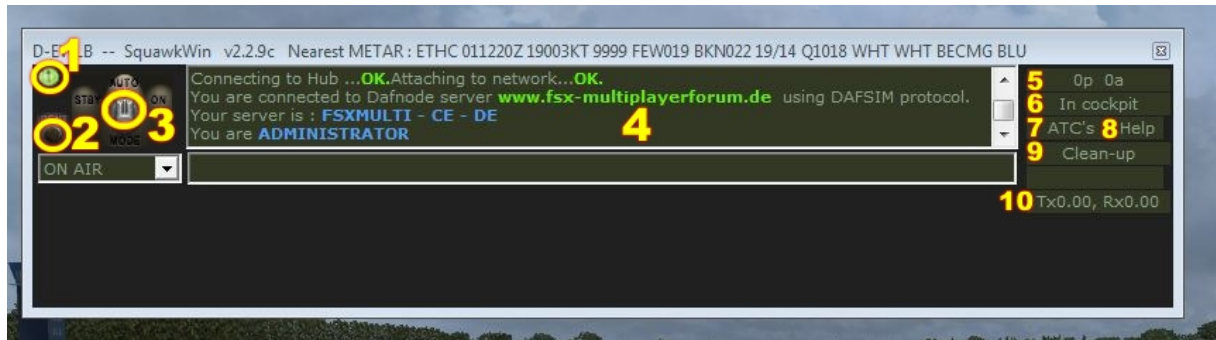 SquawkWin v2.2.9c Nearest METAR : ETHC 011220Z 19003KT 9999 FEW019 BKN022 19/14 Q1018 WHT WHT BECMG BLU
1
AUTO
STBY
ON
2
3
MODE
Connecting to Hub ...OK.Attaching to network...OK.
You are connected to Dafnode server www.fsx-multiplayerforum.de using DAFSIM protocol.
Your server is : FSXMULTI - CE - DE
4
You are ADMINISTRATOR
5 0p 0a
6 In cockpit
7 ATC's 8 Help
9 Clean-up
ON AIR
10 Tx0.00, Rx0.00